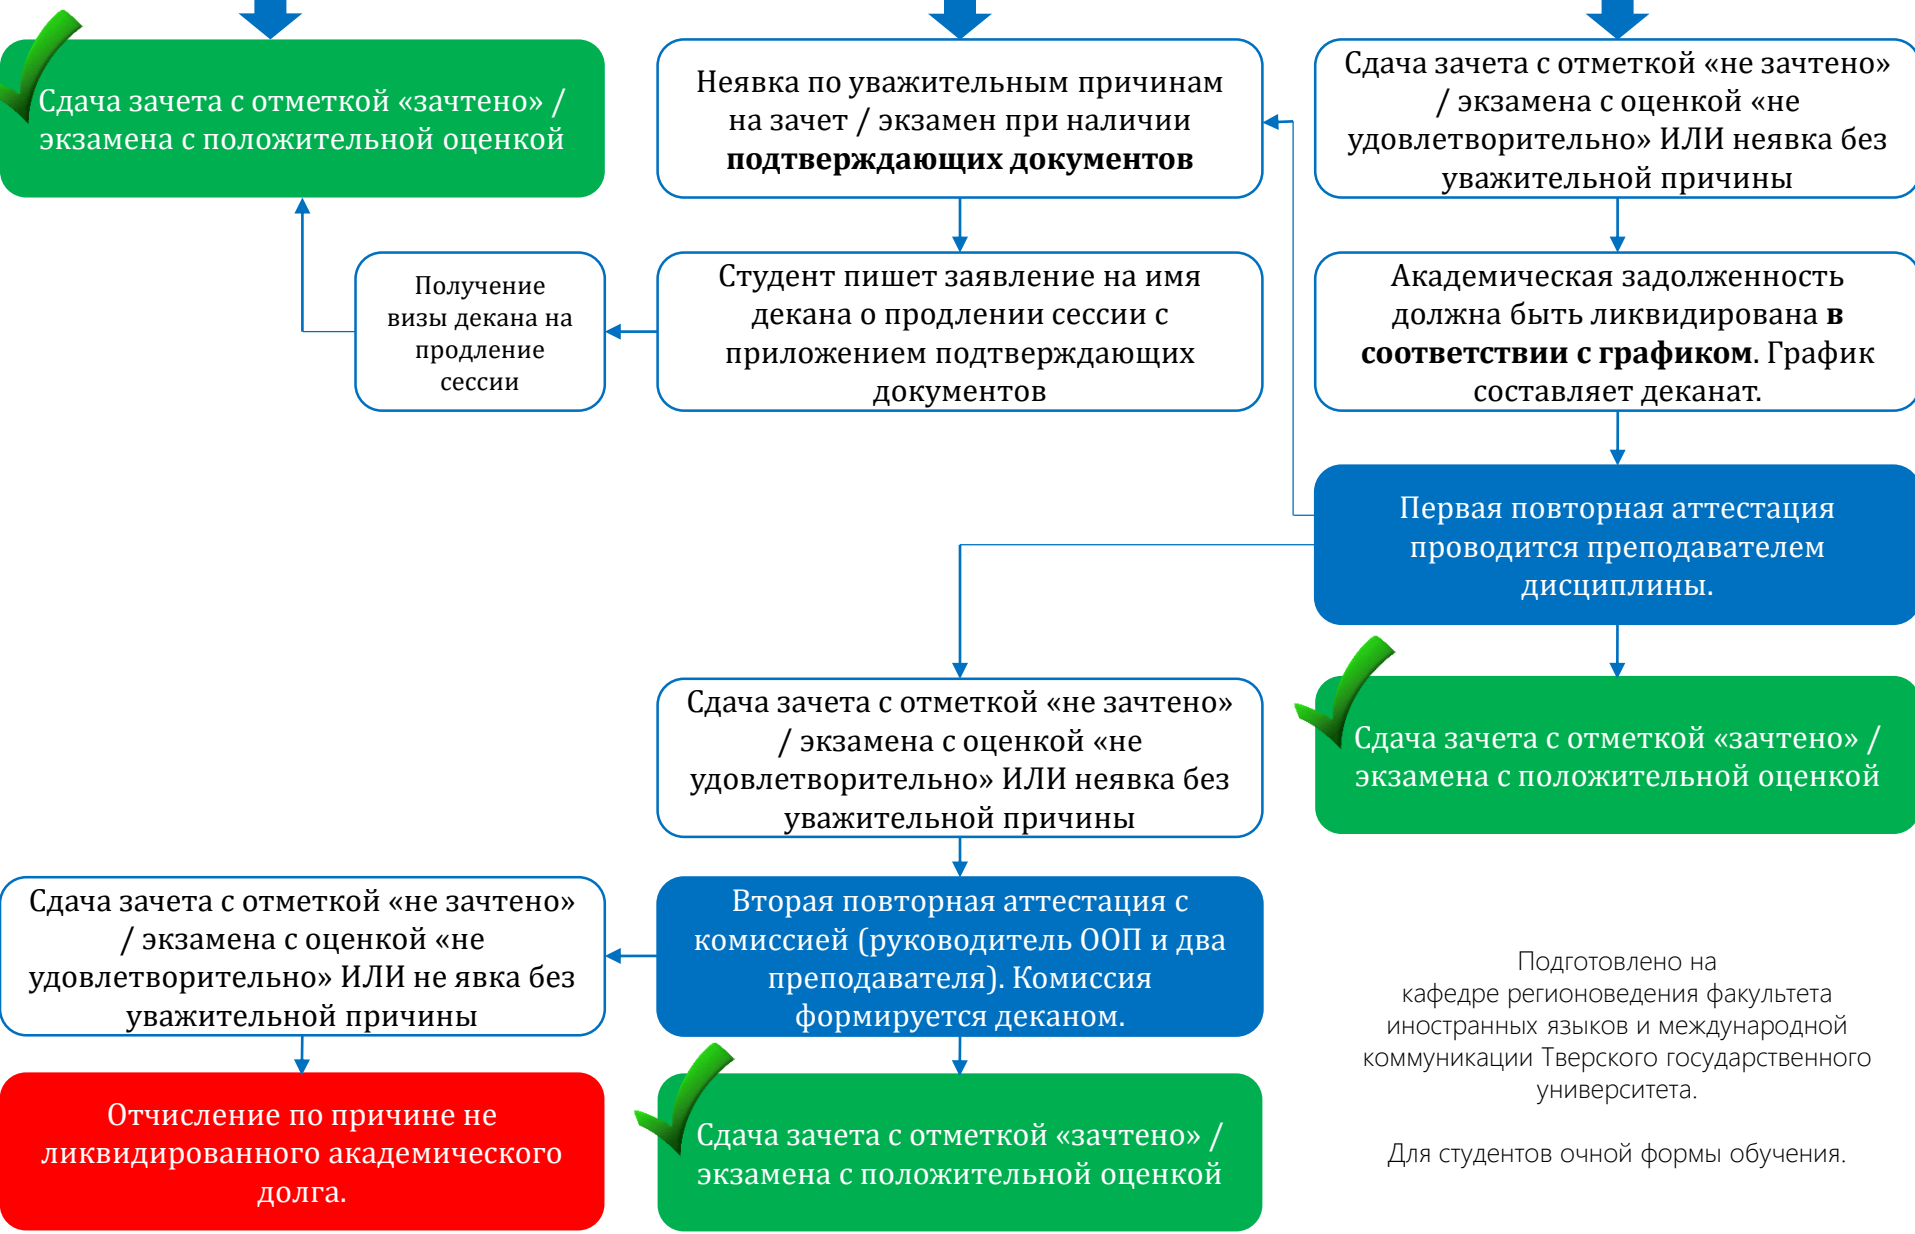 Сдача зачета с отметкой «зачтено» /
экзамена с положительной оценкой
Неявка по уважительным причинам
на зачет / экзамен при наличии
подтверждающих документов
Сдача зачета с отметкой «не зачтено»
/ экзамена с оценкой «не
удовлетворительно» ИЛИ неявка без
уважительной причины
Получение
визы декана на
продление
сессии
Студент пишет заявление на имя
декана о продлении сессии с
приложением подтверждающих
документов
Академическая задолженность
должна быть ликвидирована в
соответствии с графиком. График
составляет деканат.
Первая повторная аттестация
проводится преподавателем
дисциплины.
Сдача зачета с отметкой «не зачтено»
/ экзамена с оценкой «не
удовлетворительно» ИЛИ неявка без
уважительной причины
Сдача зачета с отметкой «зачтено» /
экзамена с положительной оценкой
Сдача зачета с отметкой «не зачтено»
/ экзамена с оценкой «не
удовлетворительно» ИЛИ не явка без
уважительной причины
Вторая повторная аттестация с
комиссией (руководитель ООП и два
преподавателя). Комиссия
формируется деканом.
Подготовлено на
кафедре регионоведения факультета
иностранных языков и международной
коммуникации Тверского государственного
университета.
Для студентов очной формы обучения.
Отчисление по причине не
ликвидированного академического
долга.
Сдача зачета с отметкой «зачтено» /
экзамена с положительной оценкой